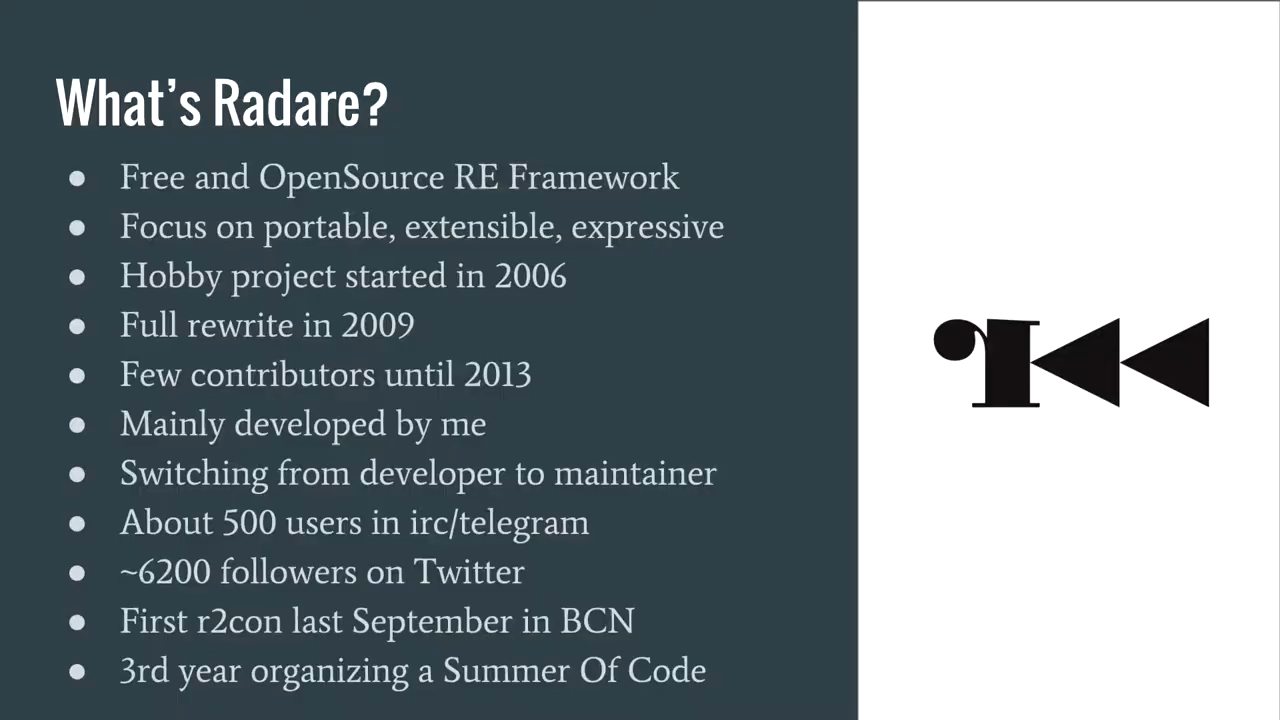 What's Radare?
● Free and OpenSource RE Framework
● Focus on portable, extensible, expressive
● Hobby project started in 2006
● Full rewrite in 2009
● Few contributors until 2013
● Mainly developed by me
● Switching from developer to maintainer
● About 500 users in irc/telegram
● ~6200 followers on Twitter
● First r2con last September in BCN
● 3rd year organizing a Summer Of Code